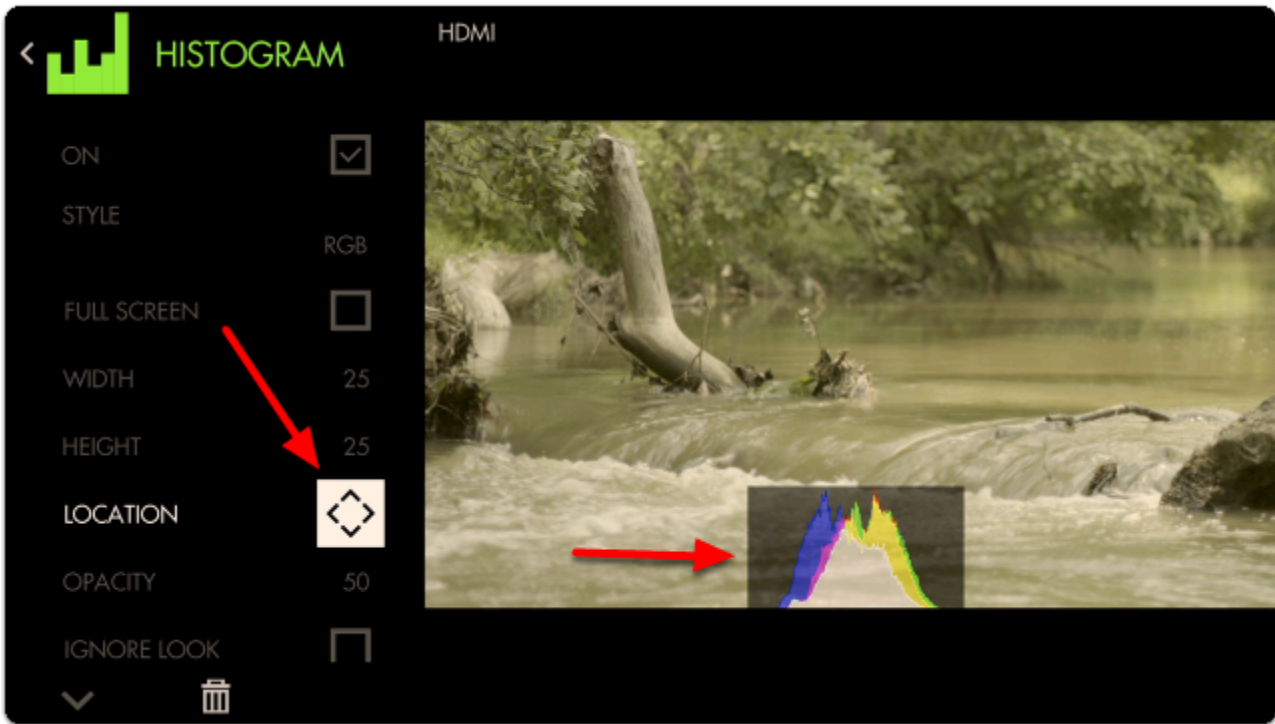 HISTOGRAM
HDMI
ON
STYLE
RGB
FULL SCREEN
WIDTH 25
HEIGHT 25
LOCATION
OPACITY 50
IGNORE LOOK